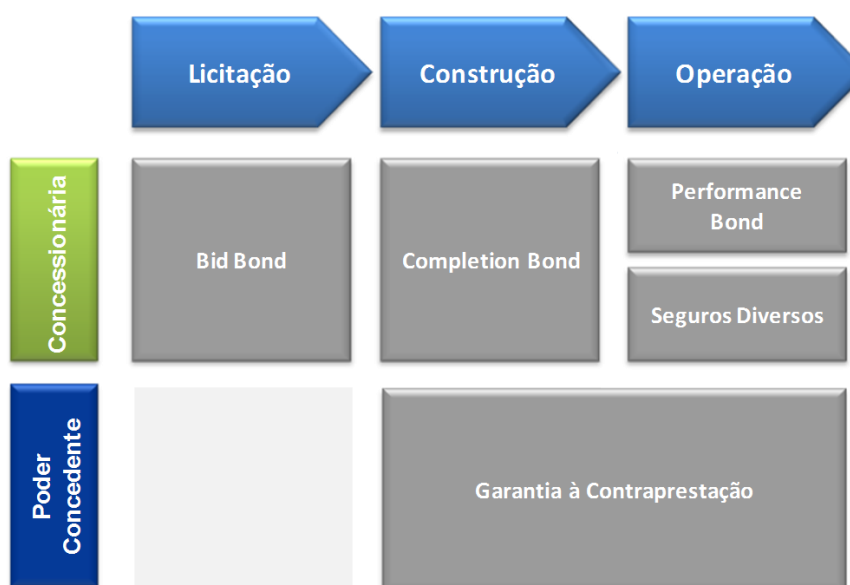 Licitação
Construção
Operação
Concessionária
Bid Bond
Completion Bond
Performance
Bond
Seguros Diversos
Poder
Concedente
Garantia à Contraprestação